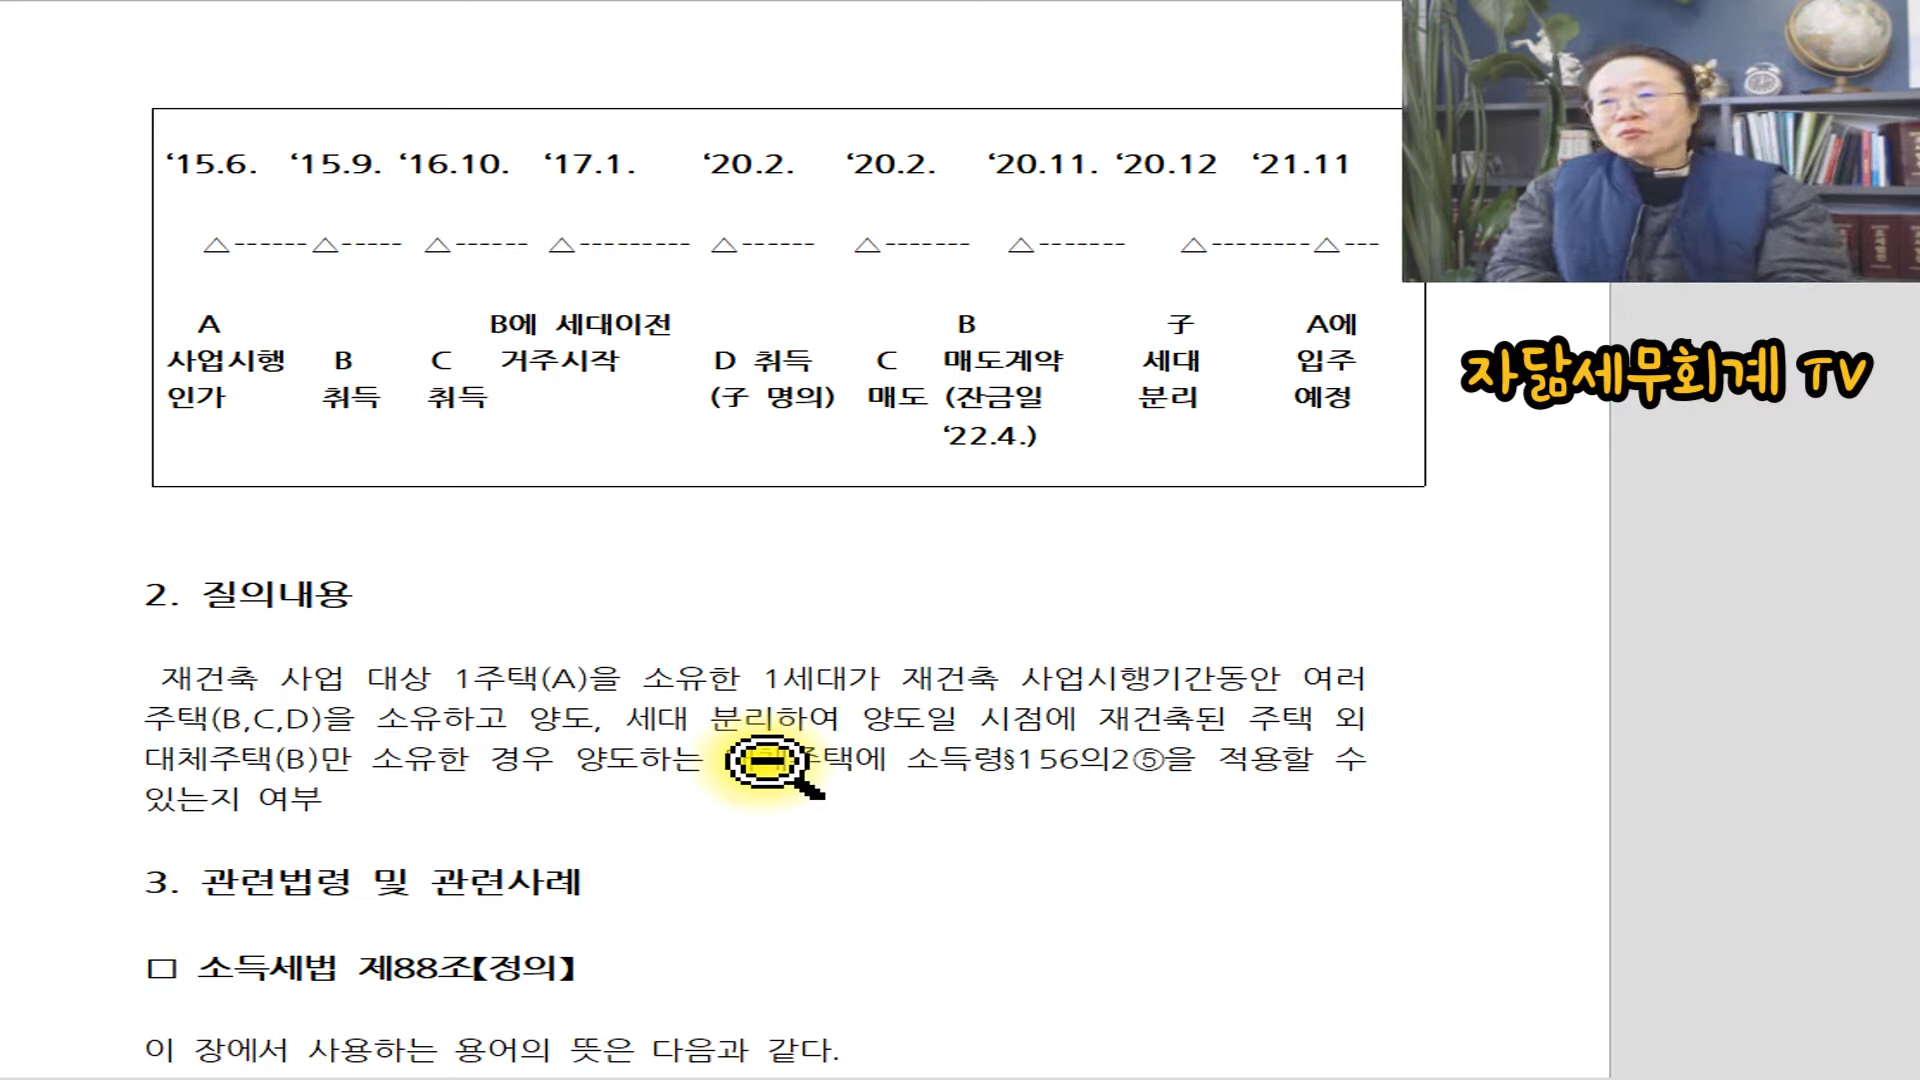 ‘15.6. ‘15.9. ‘16.10. ‘17.1. ‘20.2. ‘20.2. ‘20.11. ‘20.12 ‘21.11
△------△----- △------ △--------- △------ △------- △------- △--------△---
A B에 세대이전 B 子 A에
사업시행 B C 거주시작 D 취득 C 매도계약 세대 입주
인가 취득 취득 (子 명의) 매도 (잔금일 분리 예정
‘22.4.)
자닮세무회계 TV
2. 질의내용
재건축 사업 대상 1주택(A)을 소유한 1세대가 재건축 사업시행기간동안 여러
주택(B,C,D)을 소유하고 양도, 세대 분리하여 양도일 시점에 재건축된 주택 외
대체주택(B)만 소유한 경우 양도하는 소득령§156의2⑤을 적용할 수
있는지 여부
3. 관련법령 및 관련사례
□ 소득세법 제88조【정의】
이 장에서 사용하는 용어의 뜻은 다음과 같다.